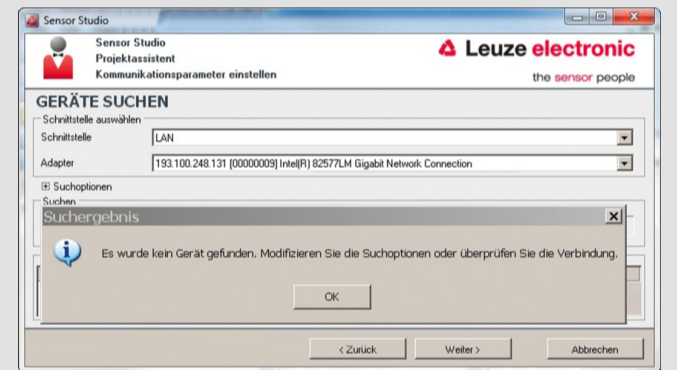 Sensor Studio
Sensor Studio
Projektassistent
Kommunikationsparameter einstellen
Leuze electronic
the sensor people
GERÄTE SUCHEN
Schnittstelle auswählen
Schnittstelle
LAN
Adapter
193.100.248.131 [00000009] Intel(R) 82577LM Gigabit Network Connection
Suchoptionen
Suchen
Suchergebnis
Es wurde kein Gerät gefunden. Modifizieren Sie die Suchoptionen oder überprüfen Sie die Verbindung.
OK
< Zurück
Weiter >
Abbrechen